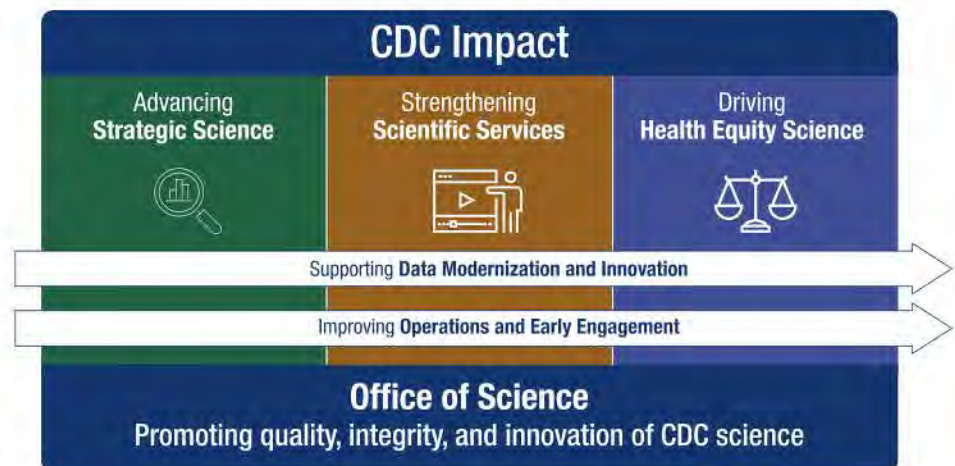 CDC Impact
Advancing
Strategic Science
Strengthening
Scientific Services
Driving
Health Equity Science
Supporting Data Modernization and Innovation
Improving Operations and Early Engagement
Office of Science
Promoting quality, integrity, and innovation of CDC science